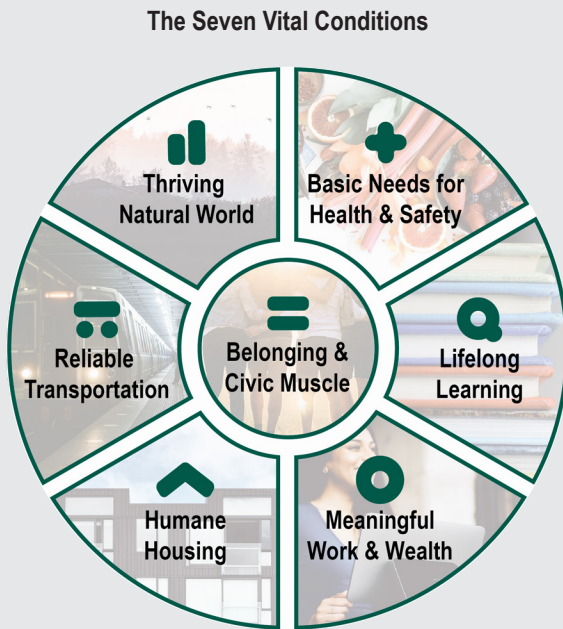 The Seven Vital Conditions
Thriving
Natural World
Basic Needs for
Health & Safety
Reliable
Transportation
Belonging &
Civic Muscle
Lifelong
Learning
Humane
Housing
Meaningful
Work & Wealth